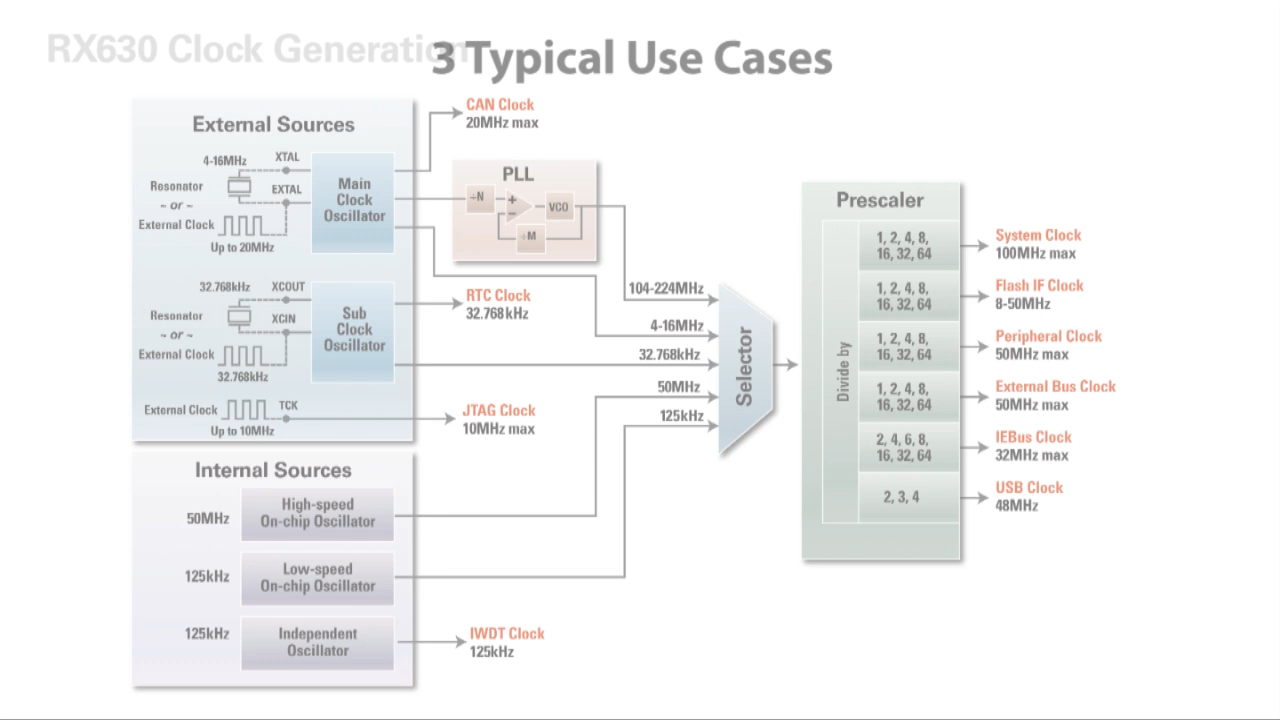 RX630 Clock Generation
3 Typical Use Cases
External Sources
4-16MHz
XTAL
Resonator
~ or ~
EXTAL
External Clock
Up to 20MHz
Main
Clock
Oscillator
32.768kHz
XCOUT
Resonator
~ or ~
XCIN
External Clock
32.768kHz
Sub
Clock
Oscillator
External Clock
TCK
Up to 10MHz
CAN Clock
20MHz max
PLL
÷N
+
−
VCO
÷M
RTC Clock
32.768kHz
JTAG Clock
10MHz max
Internal Sources
50MHz
High-speed
On-chip Oscillator
125kHz
Low-speed
On-chip Oscillator
125kHz
Independent
Oscillator
IWDT Clock
125kHz
104-224MHz
4-16MHz
32.768kHz
50MHz
125kHz
Selector
Prescaler
Divide by
1, 2, 4, 8,
16, 32, 64
1, 2, 4, 8,
16, 32, 64
1, 2, 4, 8,
16, 32, 64
1, 2, 4, 8,
16, 32, 64
2, 4, 6, 8,
16, 32, 64
2, 3, 4
System Clock
100MHz max
Flash IF Clock
8-50MHz
Peripheral Clock
50MHz max
External Bus Clock
50MHz max
IEBus Clock
32MHz max
USB Clock
48MHz